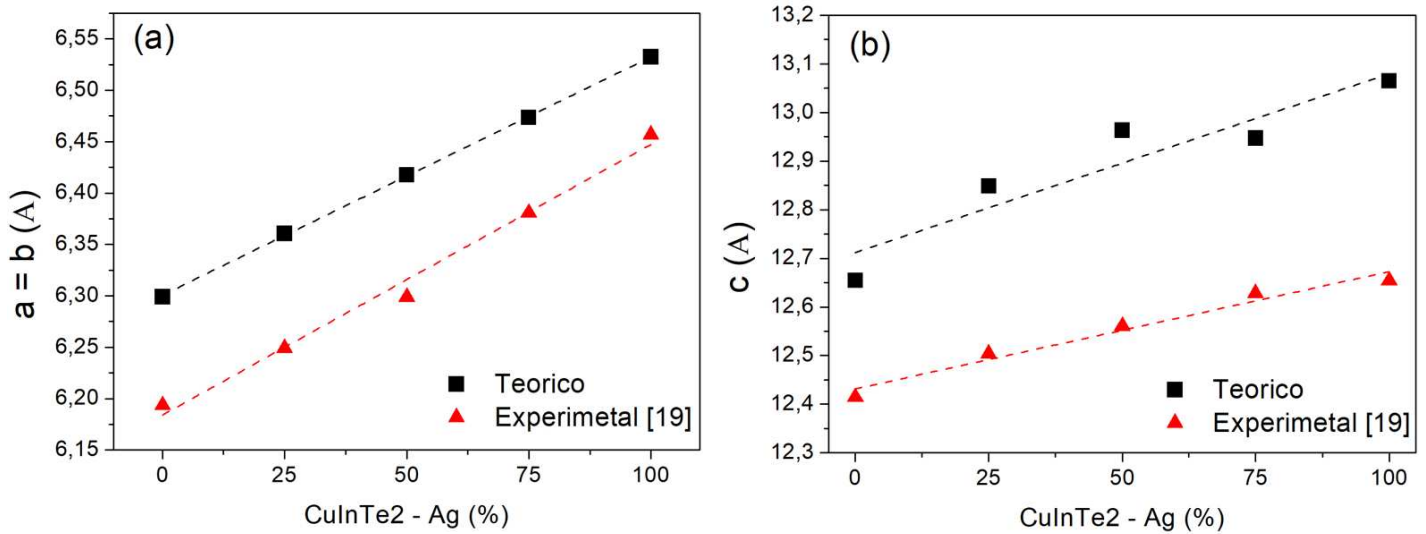 (a)
6,55
6,50
6,45
6,40
6,35
6,30
6,25
6,20
6,15
a = b (A)
Teorico
Experimetal [19]
0 25 50 75 100
CuInTe2 - Ag (%)
(b)
13,2
13,1
13,0
12,9
12,8
12,7
12,6
12,5
12,4
12,3
c (A)
Teorico
Experimetal [19]
0 25 50 75 100
CuInTe2 - Ag (%)